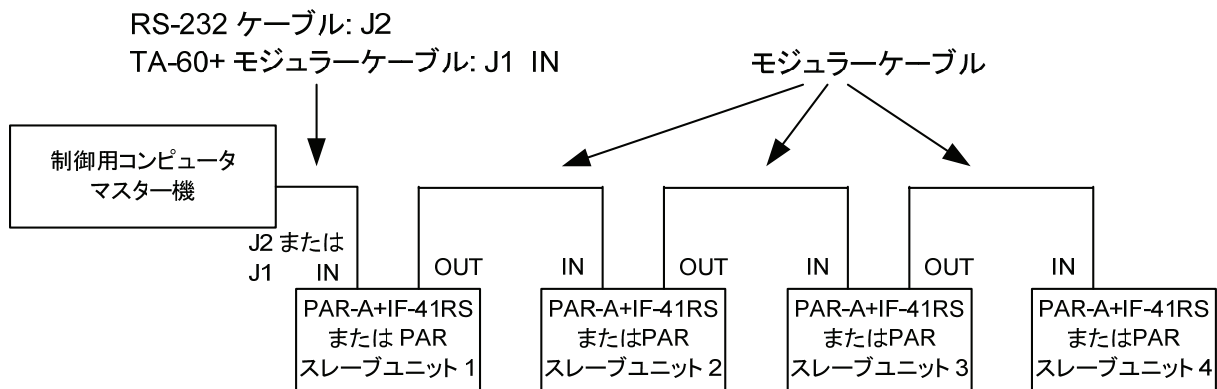 RS-232 ケーブル: J2
TA-60+ モジュラーケーブル: J1 IN
モジュラーケーブル
制御用コンピュータ
マスター機
J2 または
J1 IN
OUT
IN
OUT
IN
OUT
IN
PAR-A+IF-41RS
または PAR
スレーブユニット 1
PAR-A+IF-41RS
またはPAR
スレーブユニット 2
PAR-A+IF-41RS
またはPAR
スレーブユニット 3
PAR-A+IF-41RS
またはPAR
スレーブユニット 4